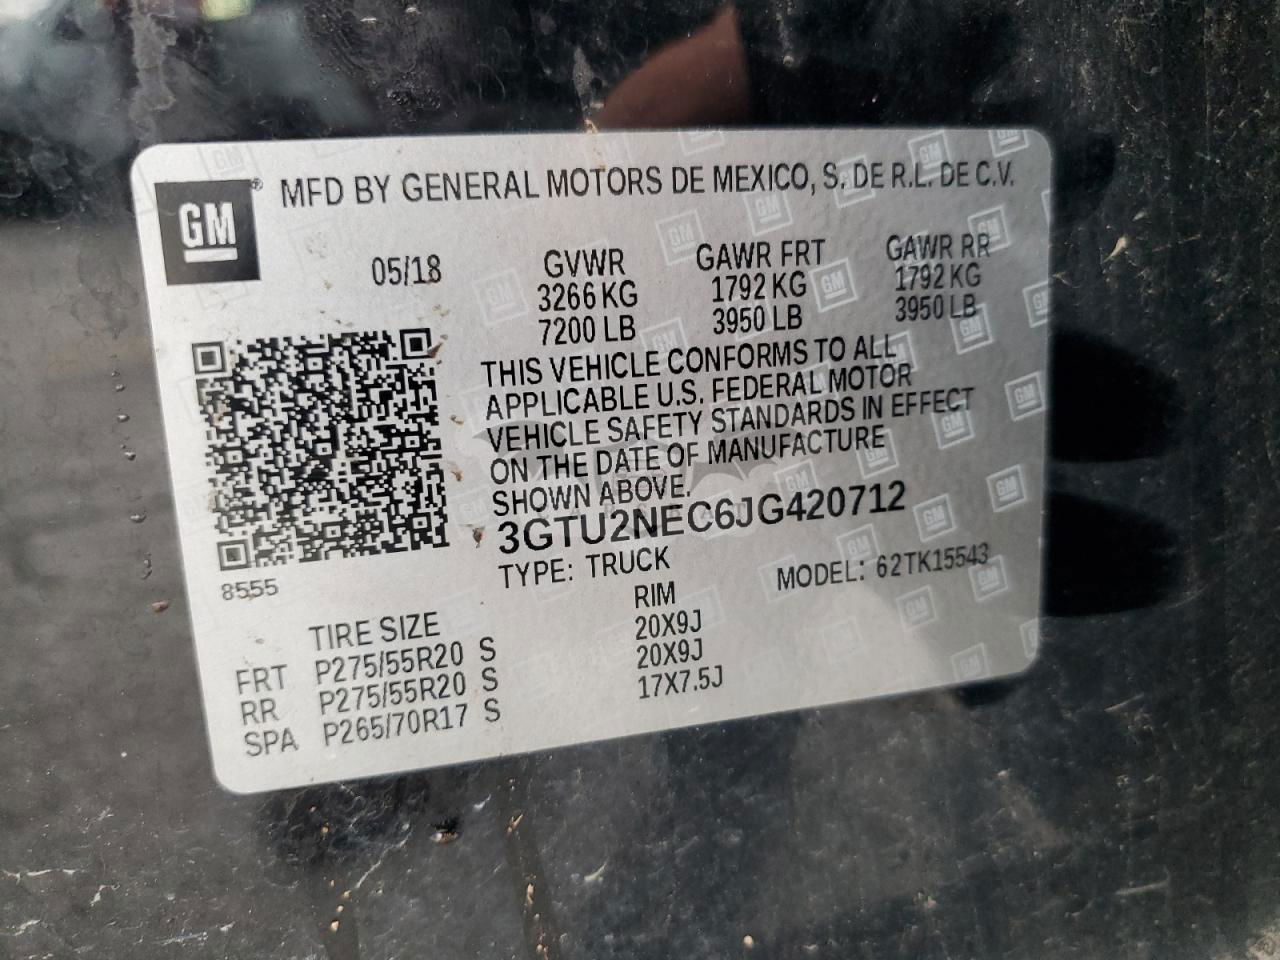 GM® MFD BY GENERAL MOTORS DE MEXICO, S. DE R.L. DE C.V.
05/18 GVWR GAWR FRT GAWR RR
3266 KG 1792 KG 1792 KG
7200 LB 3950 LB 3950 LB
THIS VEHICLE CONFORMS TO ALL
APPLICABLE U.S. FEDERAL MOTOR
VEHICLE SAFETY STANDARDS IN EFFECT
ON THE DATE OF MANUFACTURE
SHOWN ABOVE.
3GTU2NEC6JG420712
8555 TYPE: TRUCK MODEL: 62TK15543
TIRE SIZE RIM
FRT P275/55R20 S 20X9J
RR P275/55R20 S 20X9J
SPA P265/70R17 S 17X7.5J